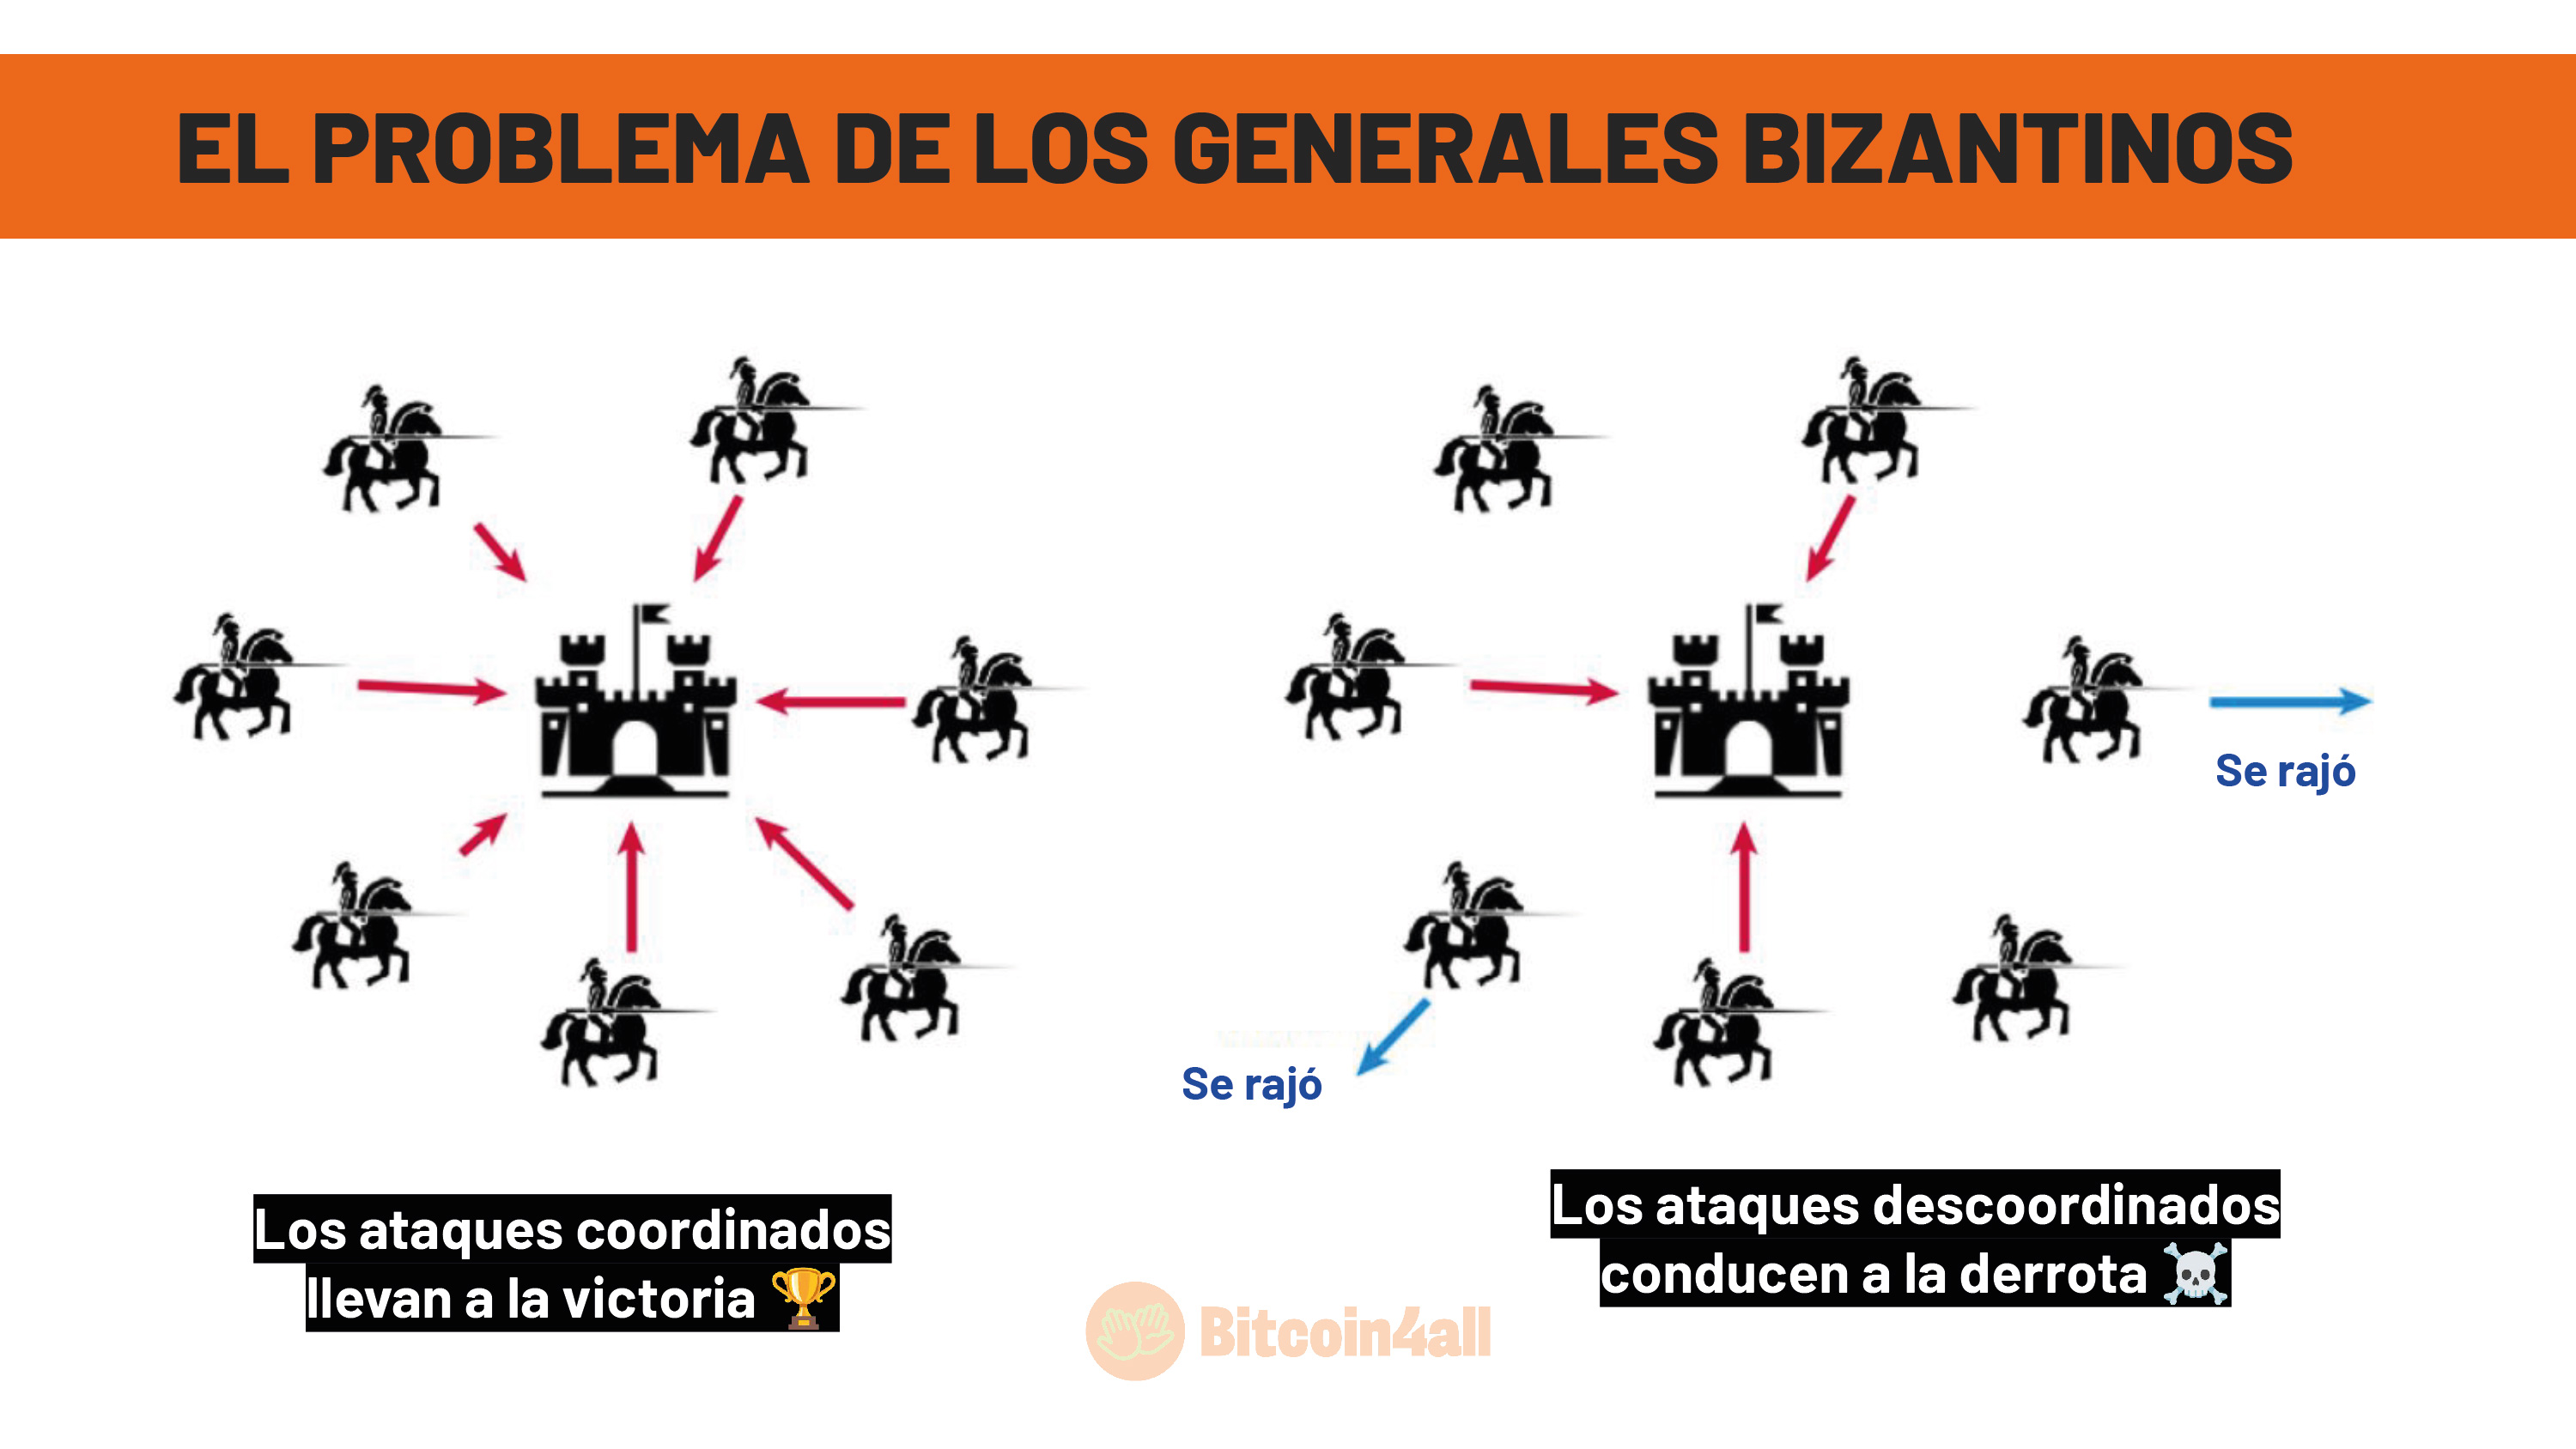 EL PROBLEMA DE LOS GENERALES BIZANTINOS
Se rajó
Se rajó
Los ataques coordinados
llevan a la victoria 🏆
Los ataques descoordinados
conducen a la derrota ☠️
Bitcoin4all